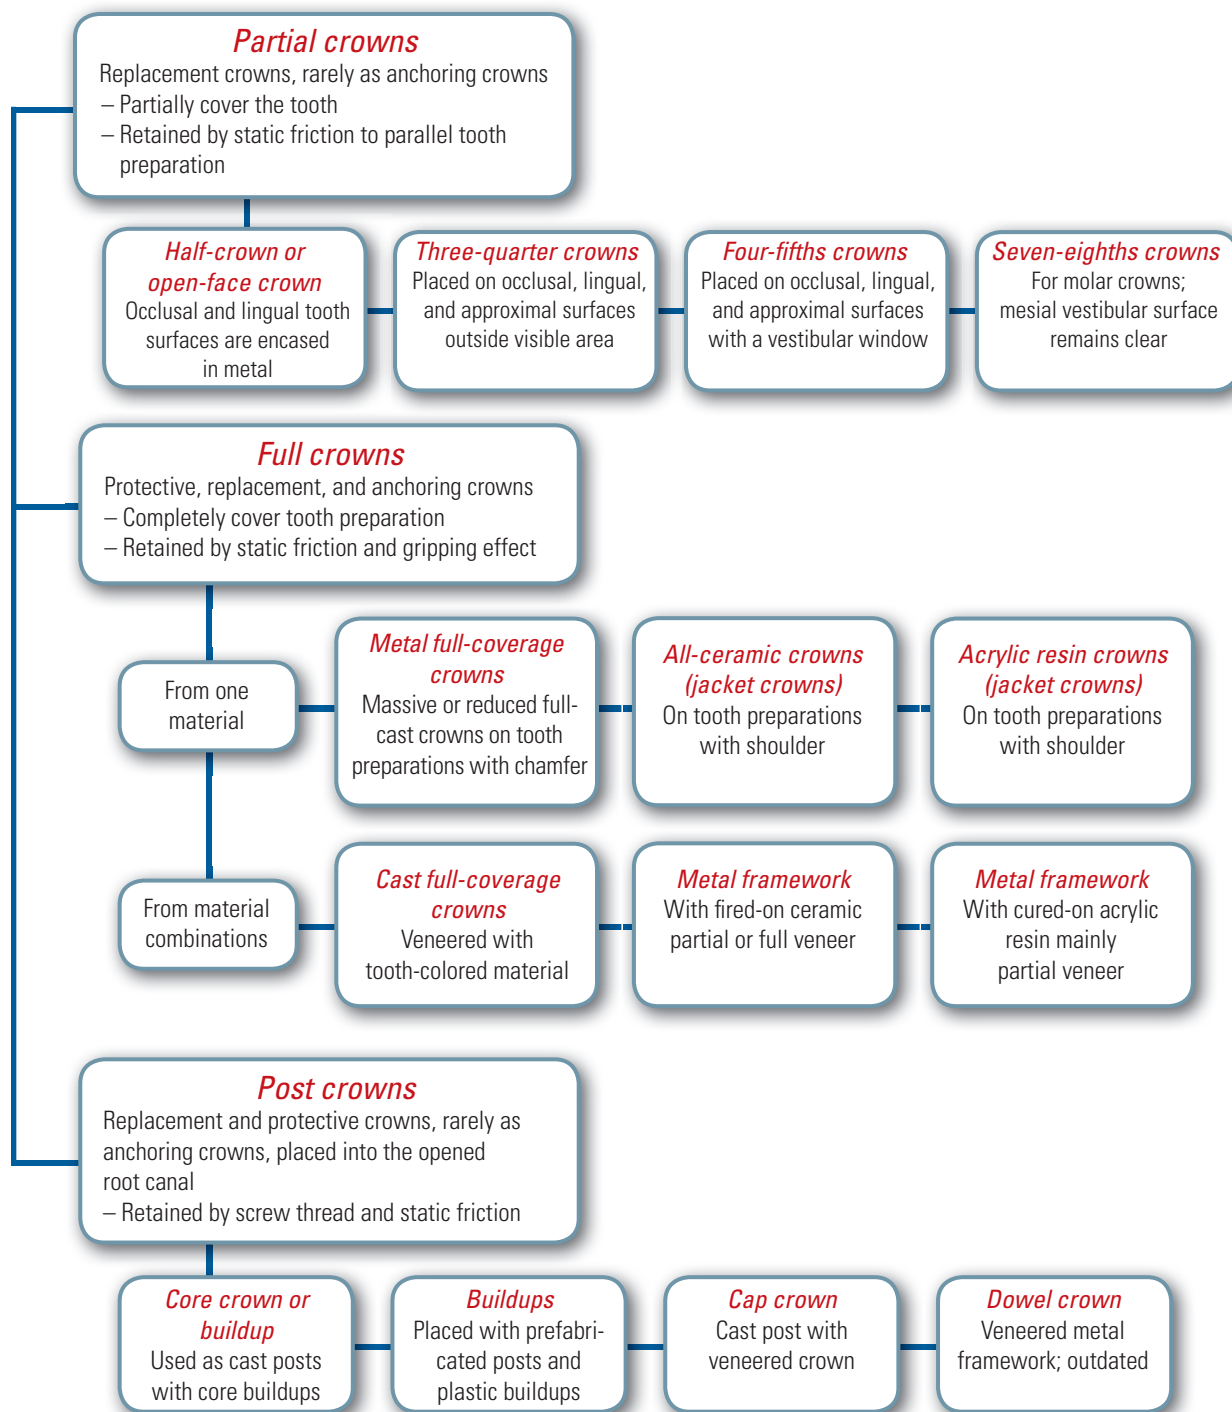 Partial crowns
Replacement crowns, rarely as anchoring crowns
– Partially cover the tooth
– Retained by static friction to parallel tooth
preparation
Half-crown or
open-face crown
Occlusal and lingual tooth
surfaces are encased
in metal
Three-quarter crowns
Placed on occlusal, lingual,
and approximal surfaces
outside visible area
Four-fifths crowns
Placed on occlusal, lingual,
and approximal surfaces
with a vestibular window
Seven-eighths crowns
For molar crowns;
mesial vestibular surface
remains clear
Full crowns
Protective, replacement, and anchoring crowns
– Completely cover tooth preparation
– Retained by static friction and gripping effect
From one
material
Metal full-coverage
crowns
Massive or reduced full-
cast crowns on tooth
preparations with chamfer
All-ceramic crowns
(jacket crowns)
On tooth preparations
with shoulder
Acrylic resin crowns
(jacket crowns)
On tooth preparations
with shoulder
From material
combinations
Cast full-coverage
crowns
Veneered with
tooth-colored material
Metal framework
With fired-on ceramic
partial or full veneer
Metal framework
With cured-on acrylic
resin mainly
partial veneer
Post crowns
Replacement and protective crowns, rarely as
anchoring crowns, placed into the opened
root canal
– Retained by screw thread and static friction
Core crown or
buildup
Used as cast posts
with core buildups
Buildups
Placed with prefabri-
cated posts and
plastic buildups
Cap crown
Cast post with
veneered crown
Dowel crown
Veneered metal
framework; outdated